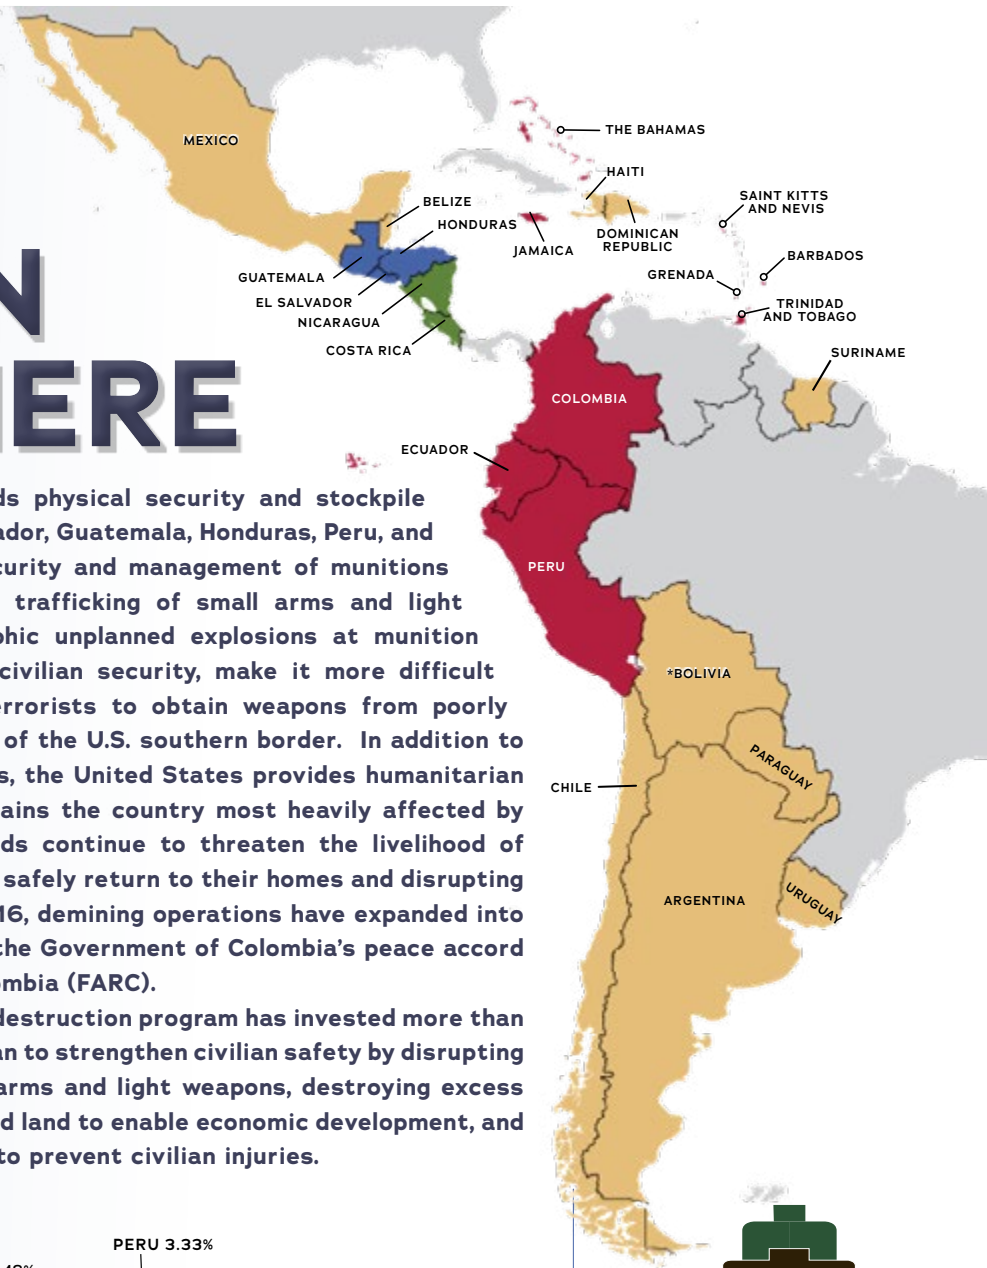 MEXICO
THE BAHAMAS
HAITI
BELIZE
SAINT KITTS
AND NEVIS
HONDURAS
DOMINICAN
REPUBLIC
JAMAICA
BARBADOS
GUATEMALA
GRENADA
EL SALVADOR
TRINIDAD
AND TOBAGO
NICARAGUA
COSTA RICA
SURINAME
N
HERE
COLOMBIA
ECUADOR
PERU
*BOLIVIA
PARAGUAY
CHILE
ARGENTINA
URUGUAY
ds physical security and stockpile
ador, Guatemala, Honduras, Peru, and
curity and management of munitions
trafficking of small arms and light
phic unplanned explosions at munition
civilian security, make it more difficult
errorists to obtain weapons from poorly
of the U.S. southern border. In addition to
s, the United States provides humanitarian
ains the country most heavily affected by
ds continue to threaten the livelihood of
safely return to their homes and disrupting
16, demining operations have expanded into
the Government of Colombia’s peace accord
ombia (FARC).
destruction program has invested more than
an to strengthen civilian safety by disrupting
arms and light weapons, destroying excess
d land to enable economic development, and
to prevent civilian injuries.
PERU 3.33%